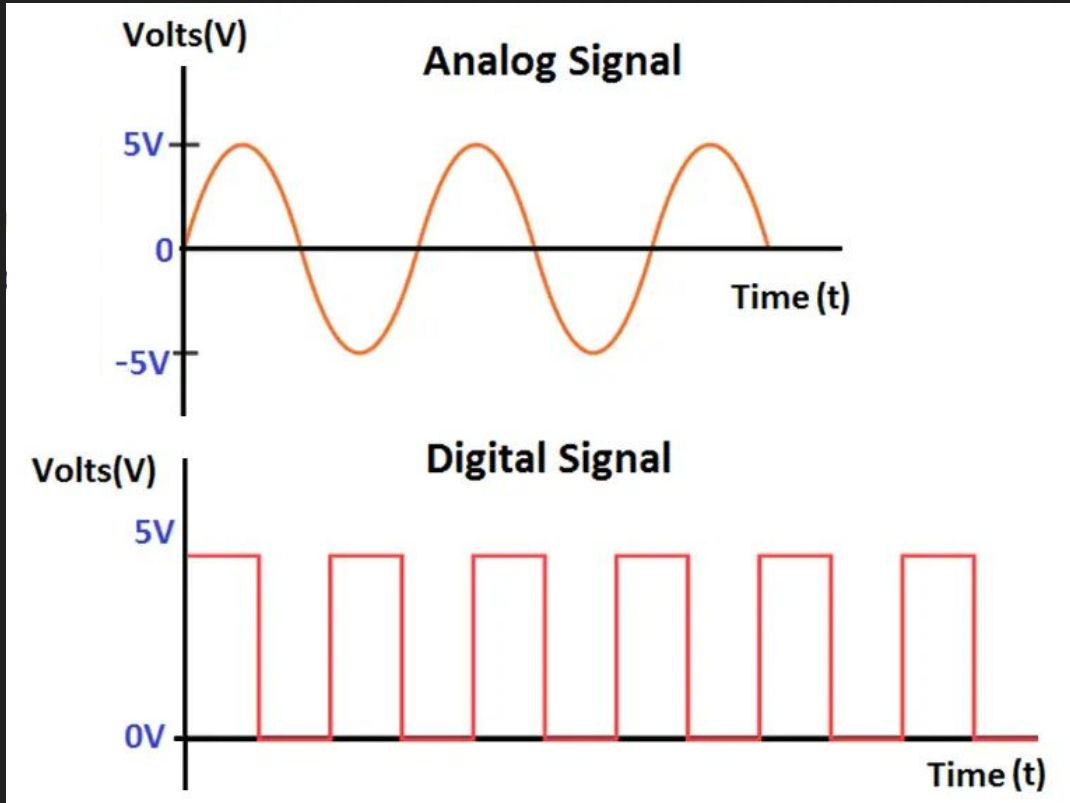 Volts(V)
Analog Signal
5V
0
Time (t)
-5V
Digital Signal
Volts(V)
5V
0V
Time (t)